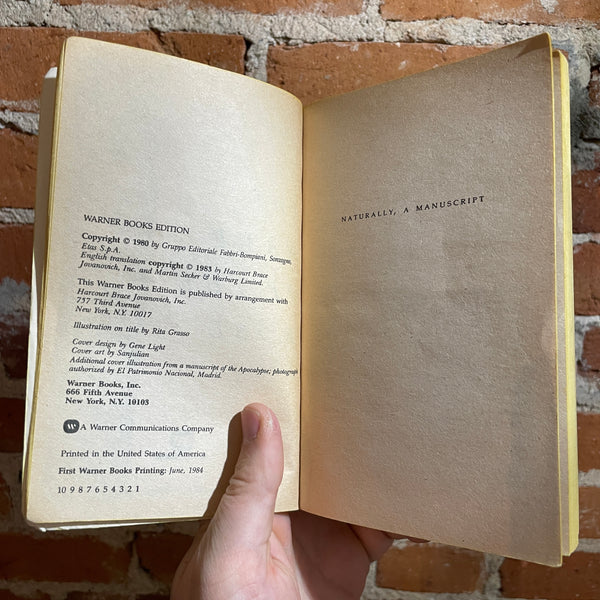 WARNER BOOKS EDITION
Copyright © 1980 by Gruppo Editoriale Fabbri-Bompiani, Sonzogno,
Etas S.p.A.
English translation copyright © 1983 by Harcourt Brace
Jovanovich, Inc. and Martin Secker & Warburg Limited.
This Warner Books Edition is published by arrangement with
Harcourt Brace Jovanovich, Inc.
757 Third Avenue
New York, N.Y. 10017
Illustration on title by Rita Grasso
Cover design by Gene Light
Cover art by Sanjulian
Additional cover illustration from a manuscript of the Apocalypse; photograph
authorized by El Patrimonio Nacional, Madrid.
Warner Books, Inc.
666 Fifth Avenue
New York, N.Y. 10103
W A Warner Communications Company
Printed in the United States of America
First Warner Books Printing: June, 1984
10 9 8 7 6 5 4 3 2 1
NATURALLY, A MANUSCRIPT